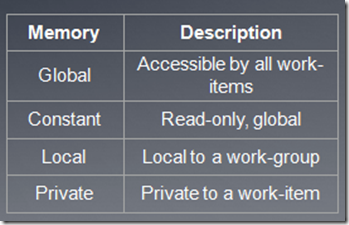 Memory Description
Global Accessible by all work-
items
Constant Read-only, global
Local Local to a work-group
Private Private to a work-item